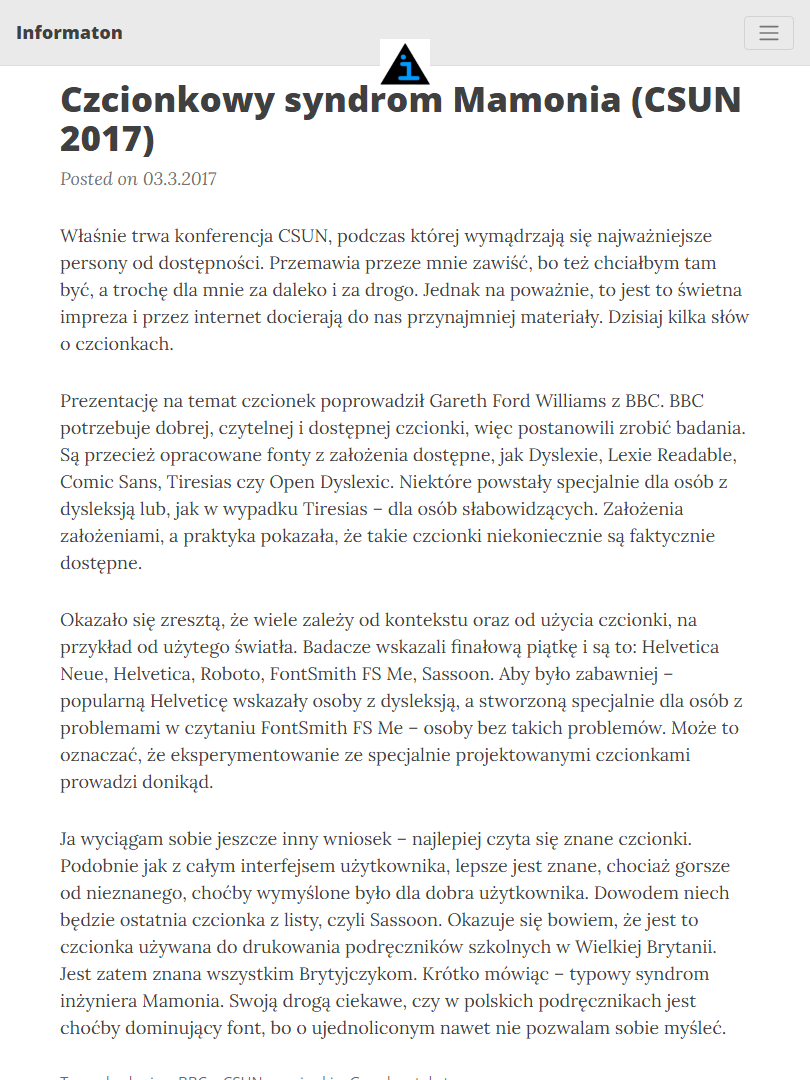 Informaton
Czcionkowy syndrom Mamonia (CSUN
2017)
Posted on 03.3.2017
Właśnie trwa konferencja CSUN, podczas której wymądrzają się najważniejsze
persony od dostępności. Przemawia przeze mnie zawiść, bo też chciałbym tam
być, a trochę dla mnie za daleko i za drogo. Jednak na poważnie, to jest to świetna
impreza i przez internet docierają do nas przynajmniej materiały. Dzisiaj kilka słów
o czcionkach.
Prezentację na temat czcionek poprowadził Gareth Ford Williams z BBC. BBC
potrzebuje dobrej, czytelnej i dostępnej czcionki, więc postanowili zrobić badania.
Są przecież opracowane fonty z założenia dostępne, jak Dyslexie, Lexie Readable,
Comic Sans, Tiresias czy Open Dyslexic. Niektóre powstały specjalnie dla osób z
dysleksją lub, jak w wypadku Tiresias – dla osób słabowidzących. Założenia
założeniami, a praktyka pokazała, że takie czcionki niekoniecznie są faktycznie
dostępne.
Okazało się zresztą, że wiele zależy od kontekstu oraz od użycia czcionki, na
przykład od użytego światła. Badacze wskazali finałową piątkę i są to: Helvetica
Neue, Helvetica, Roboto, FontSmith FS Me, Sassoon. Aby było zabawniej –
popularną Helveticę wskazały osoby z dysleksją, a stworzoną specjalnie dla osób z
problemami w czytaniu FontSmith FS Me – osoby bez takich problemów. Może to
oznaczać, że eksperymentowanie ze specjalnie projektowanymi czcionkami
prowadzi donikąd.
Ja wyciągam sobie jeszcze inny wniosek – najlepiej czyta się znane czcionki.
Podobnie jak z całym interfejsem użytkownika, lepsze jest znane, chociaż gorsze
od nieznanego, choćby wymyślone było dla dobra użytkownika. Dowodem niech
będzie ostatnia czcionka z listy, czyli Sassoon. Okazuje się bowiem, że jest to
czcionka używana do drukowania podręczników szkolnych w Wielkiej Brytanii.
Jest zatem znana wszystkim Brytyjczykom. Krótko mówiąc – typowy syndrom
inżyniera Mamonia. Swoją drogą ciekawe, czy w polskich podręcznikach jest
choćby dominujący font, bo o ujednoliconym nawet nie pozwalam sobie myśleć.